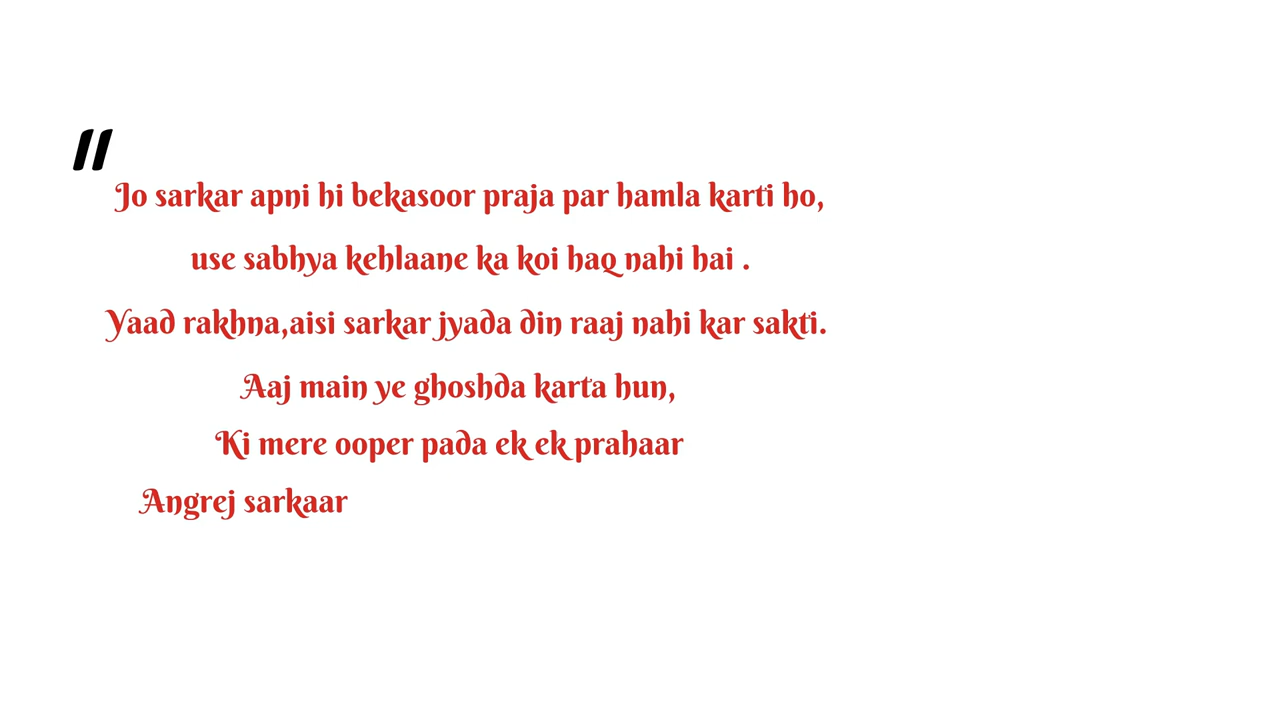 "
Jo sarkar apni hi bekasoor praja par hamla karti ho,
use sabhya kehlaane ka koi haq nahi hai .
Yaad rakhna,aisi sarkar jyada din raaj nahi kar sakti.
Aaj main ye ghoshda karta hun,
Ki mere ooper pada ek ek prahaar
Angrej sarkaar